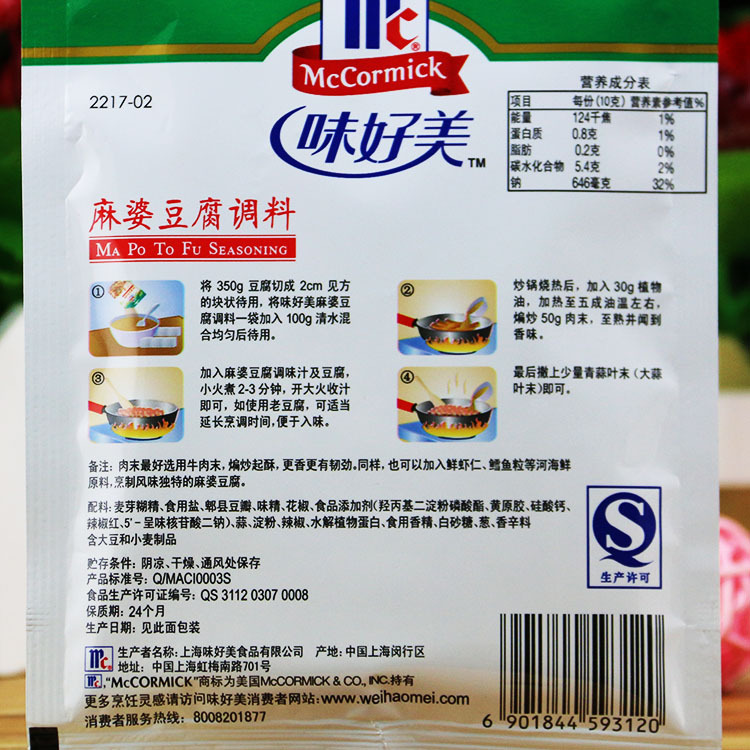 mc®
McCormick
味好美™
2217-02
营养成分表
项目 每份(10克) 营养素参考值%
能量 124千焦 1%
蛋白质 0.8克 1%
脂肪 0.2克 0%
碳水化合物 5.4克 2%
钠 646毫克 32%
麻婆豆腐调料
MA PO TO FU SEASONING
①
将 350g 豆腐切成 2cm 见方
的块状待用,将味好美麻婆豆
腐调料一袋加入 100g 清水混
合均匀后待用。
②
炒锅烧热后,加入 30g 植物
油,加热至五成油温左右,
煸炒 50g 肉末,至熟并闻到
香味。
③
加入麻婆豆腐调味汁及豆腐,
小火煮 2-3 分钟,开大火收汁
即可,如使用老豆腐,可适当
延长烹调时间,便于入味。
④
最后撒上少量青蒜叶末(大蒜
叶末)即可。
备注:肉末最好选用牛肉末,煸炒起酥,更香更有韧劲。同样,也可以加入鲜虾仁、鳕鱼粒等河海鲜
原料,烹制风味独特的麻婆豆腐。
配料:麦芽糊精、食用盐、郫县豆瓣、味精、花椒、食品添加剂(羟丙基二淀粉磷酸酯、黄原胶、硅酸钙、
辣椒红、5'-呈味核苷酸二钠)、蒜、淀粉、辣椒、水解植物蛋白、食用香精、白砂糖、葱、香辛料
含大豆和小麦制品
生产许可
贮存条件:阴凉、干燥、通风处保存
产品标准号:Q/MACI0003S
食品生产许可证编号:QS 3112 0307 0008
保质期:24个月
生产日期:见此面包装
mc® 生产者名称:上海味好美食品有限公司 产地:中国上海闵行区
地址:中国上海虹梅南路701号
mc,"McCORMICK"商标为美国McCORMICK & CO., INC.持有
更多烹饪灵感请访问味好美消费者网站:www.weihaomei.com
消费者服务热线:8008201877
6 901844 593120